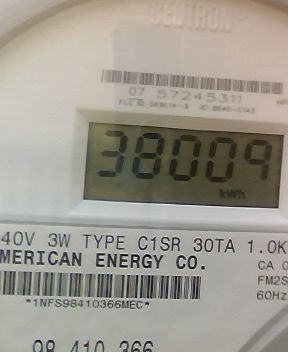 CENTRON
07 57245311
38009
kWh
40V 3W TYPE C1SR 30TA 1.0K
MERICAN ENERGY CO.
CA 0
FM2S
60Hz
*1NFS98410366MEC*
98 410 366